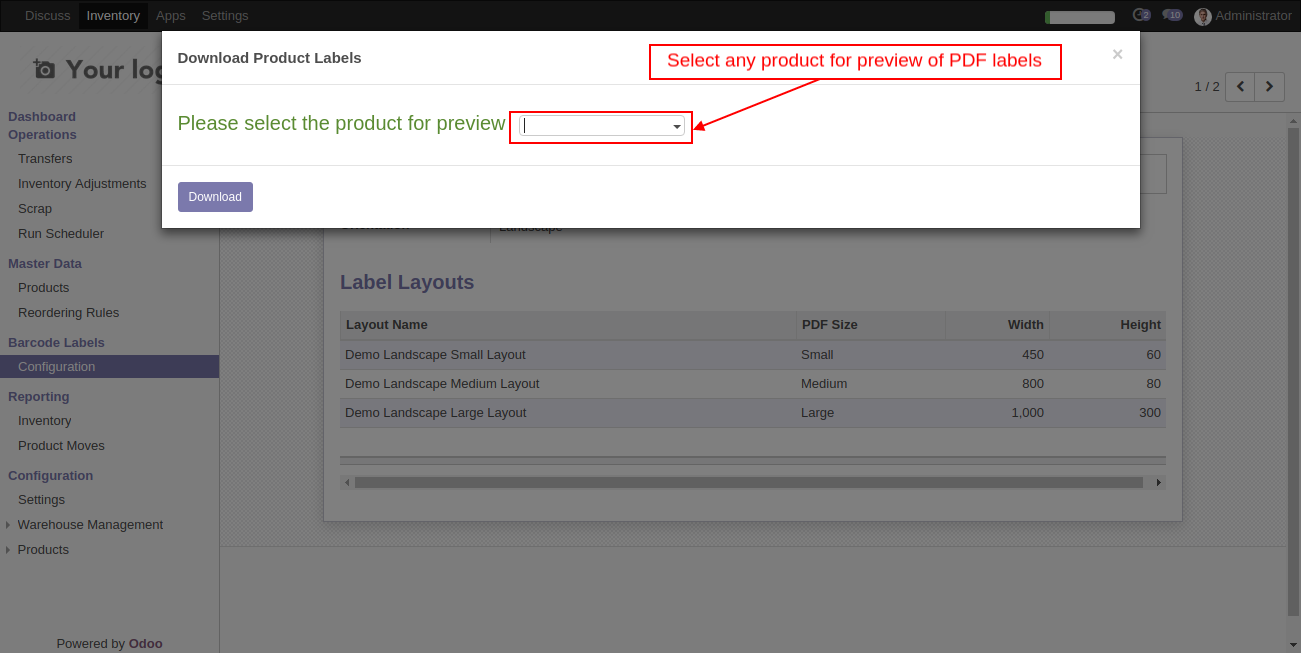 Discuss Inventory Apps Settings 2 10 Administrator
Download Product Labels ×
Select any product for preview of PDF labels
Your log
1 / 2
Please select the product for preview
Download
Dashboard
Operations
Transfers
Inventory Adjustments
Scrap
Run Scheduler
Master Data
Products
Reordering Rules
Barcode Labels
Configuration
Reporting
Inventory
Product Moves
Configuration
Settings
Warehouse Management
Products
Powered by Odoo
Landscape
Label Layouts
Layout Name PDF Size Width Height
Demo Landscape Small Layout Small 450 60
Demo Landscape Medium Layout Medium 800 80
Demo Landscape Large Layout Large 1,000 300